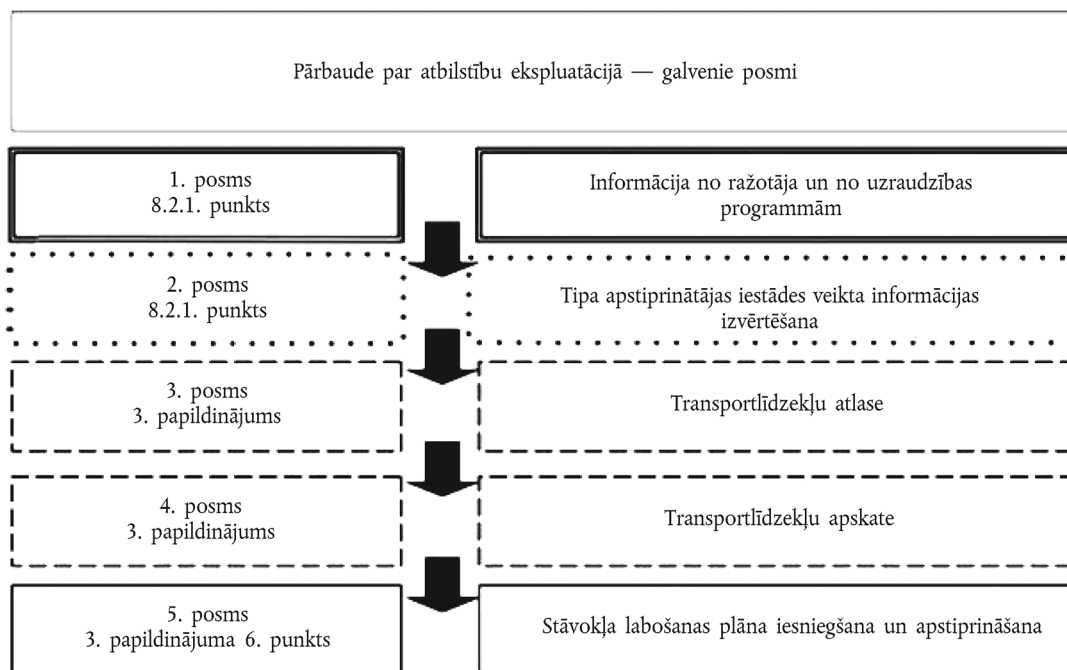 Pārbaude par atbilstību ekspluatācijā — galvenie posmi
1. posms
8.2.1. punkts
Informācija no ražotāja un no uzraudzības
programmām
2. posms
8.2.1. punkts
Tipa apstiprinātājas iestādes veikta informācijas
izvērtēšana
3. posms
3. papildinājums
Transportlīdzekļu atlase
4. posms
3. papildinājums
Transportlīdzekļu apskate
5. posms
3. papildinājuma 6. punkts
Stāvokļa labošanas plāna iesniegšana un apstiprināšana